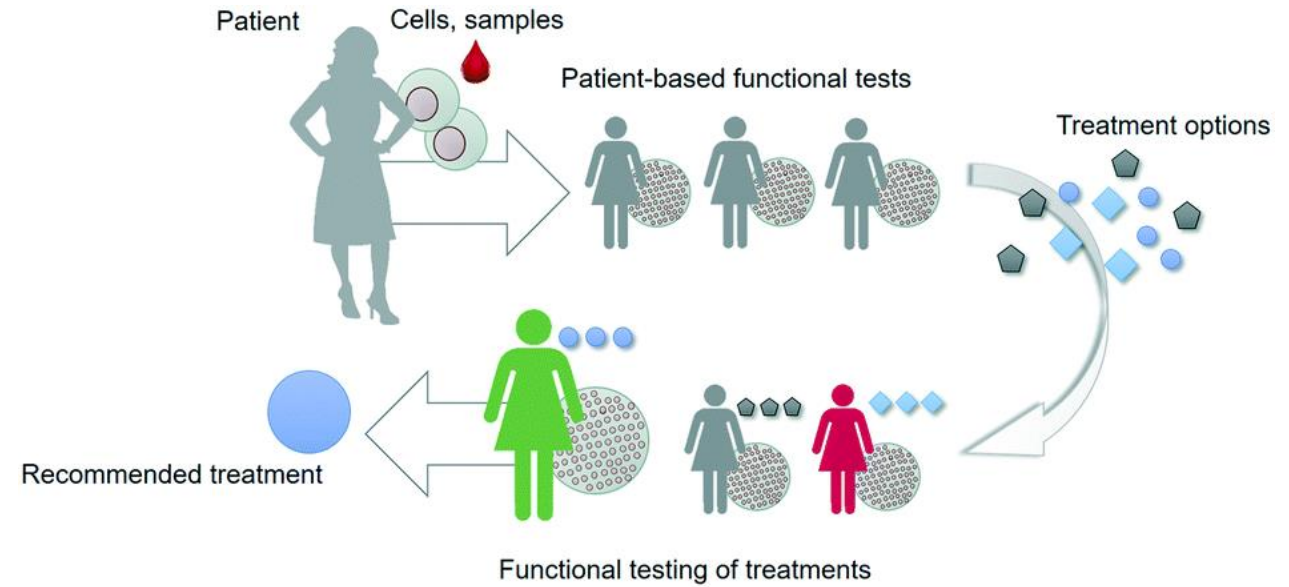 Patient
Cells, samples
Patient-based functional tests
Treatment options
Recommended treatment
Functional testing of treatments